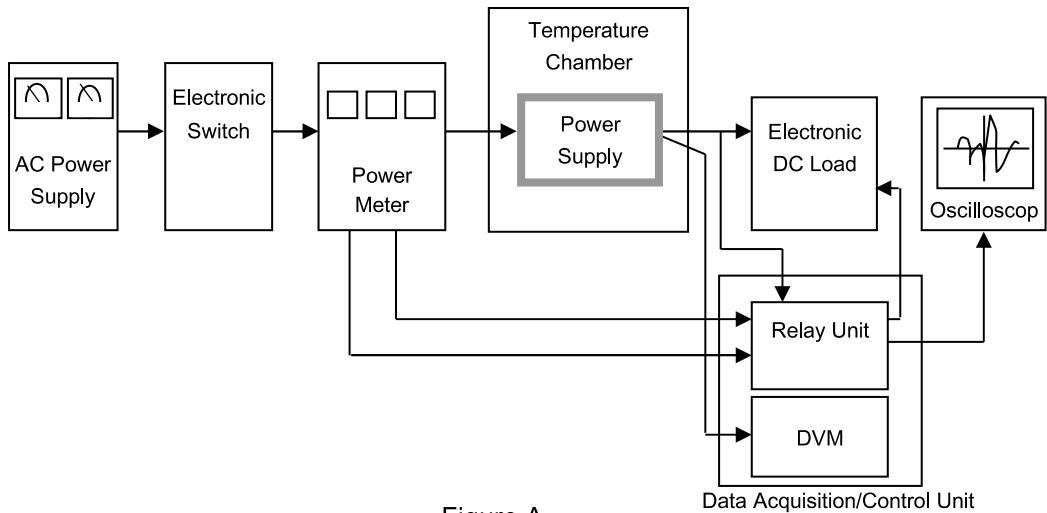 AC Power
Supply
Electronic
Switch
Power
Meter
Temperature
Chamber
Power
Supply
Electronic
DC Load
Oscilloscop
Relay Unit
DVM
Data Acquisition/Control Unit
Figure A